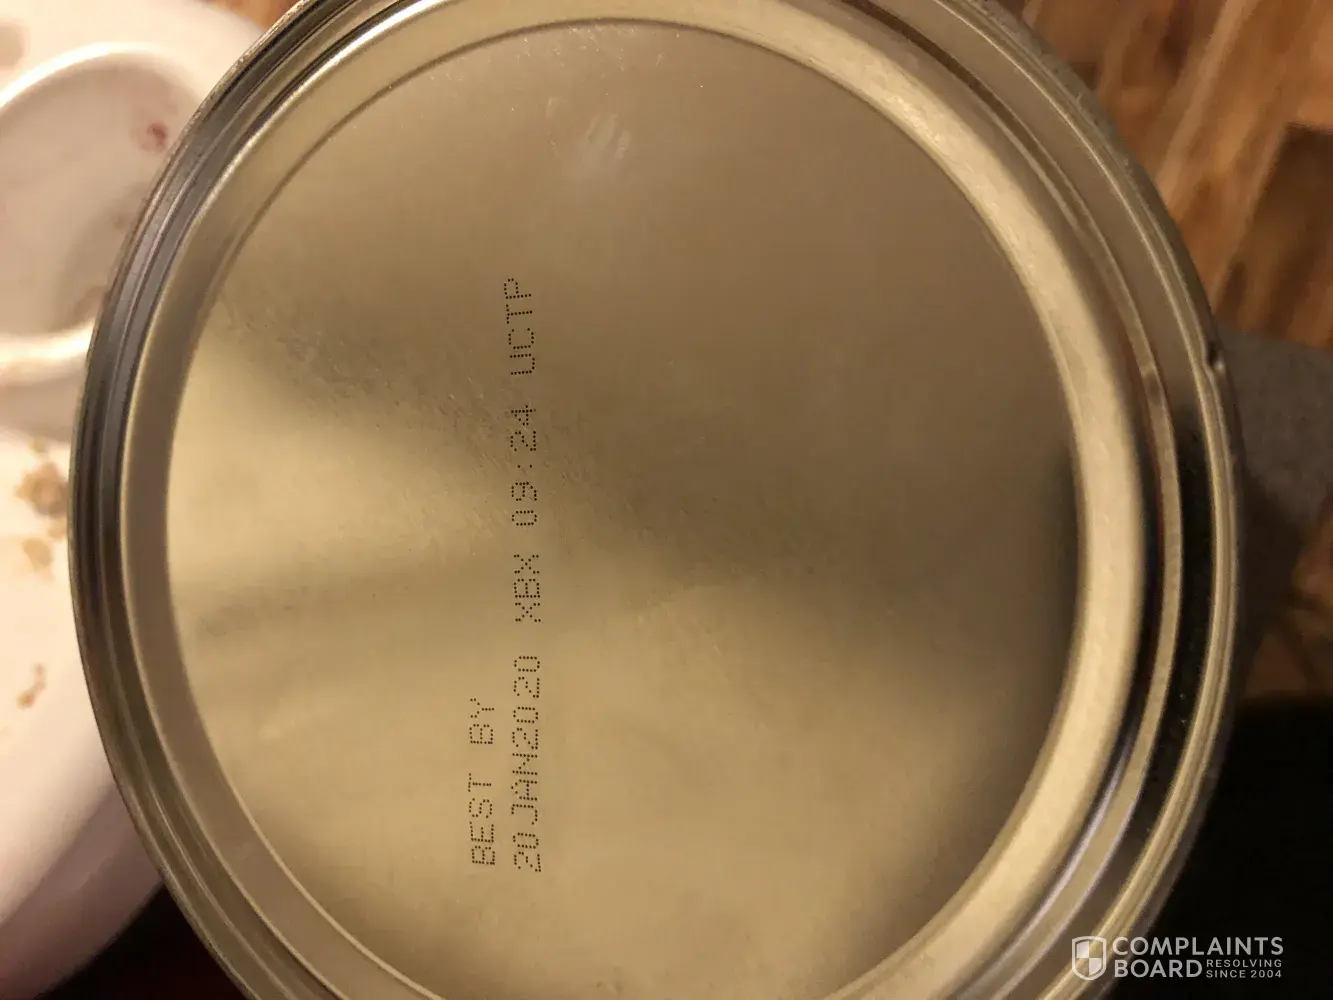 BEST BY
20JAN2020 XBX 09:24 UCTP
COMPLAINTS
BOARD RESOLVING
SINCE 2004